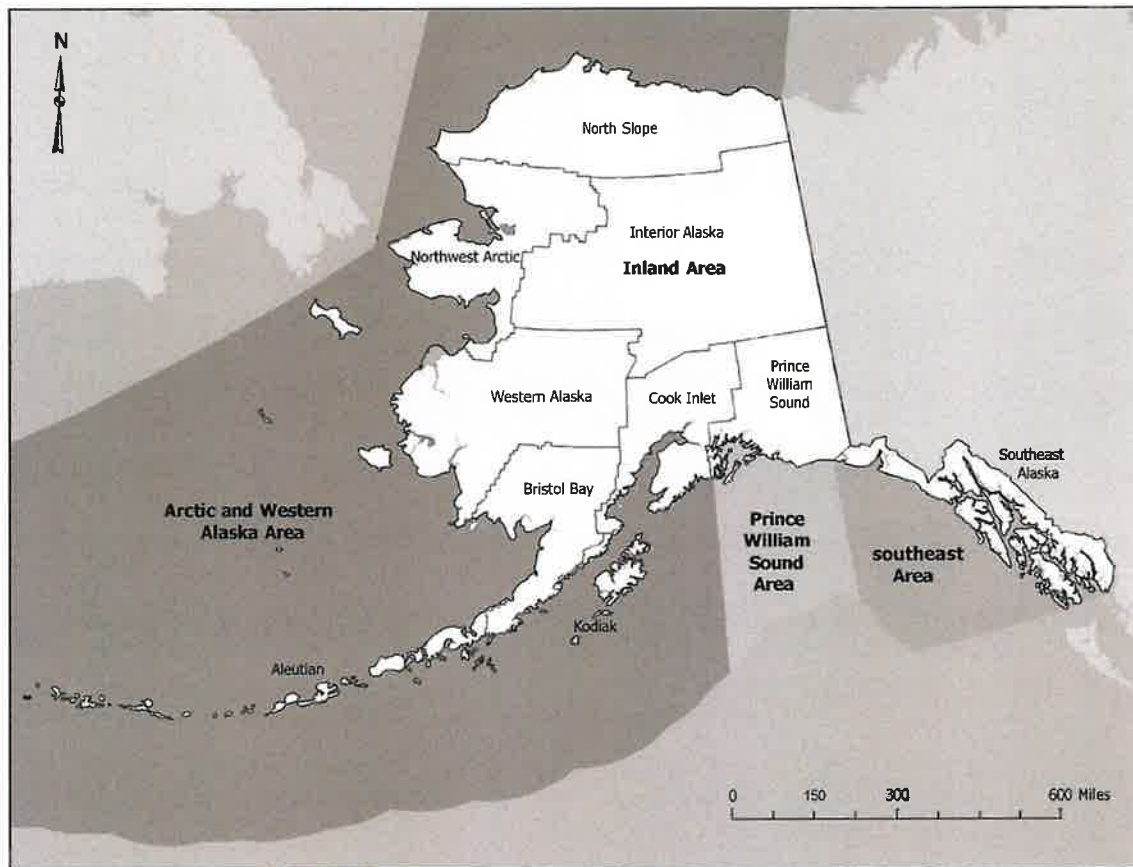 N
North Slope
Interior Alaska
Inland Area
Northwest Arctic
Western Alaska
Cook Inlet
Prince
William
Sound
Bristol Bay
Southeast
Alaska
Arctic and Western
Alaska Area
Prince
William
Sound
Area
southeast
Area
Kodiak
Aleutian
0 150 300 600 Miles